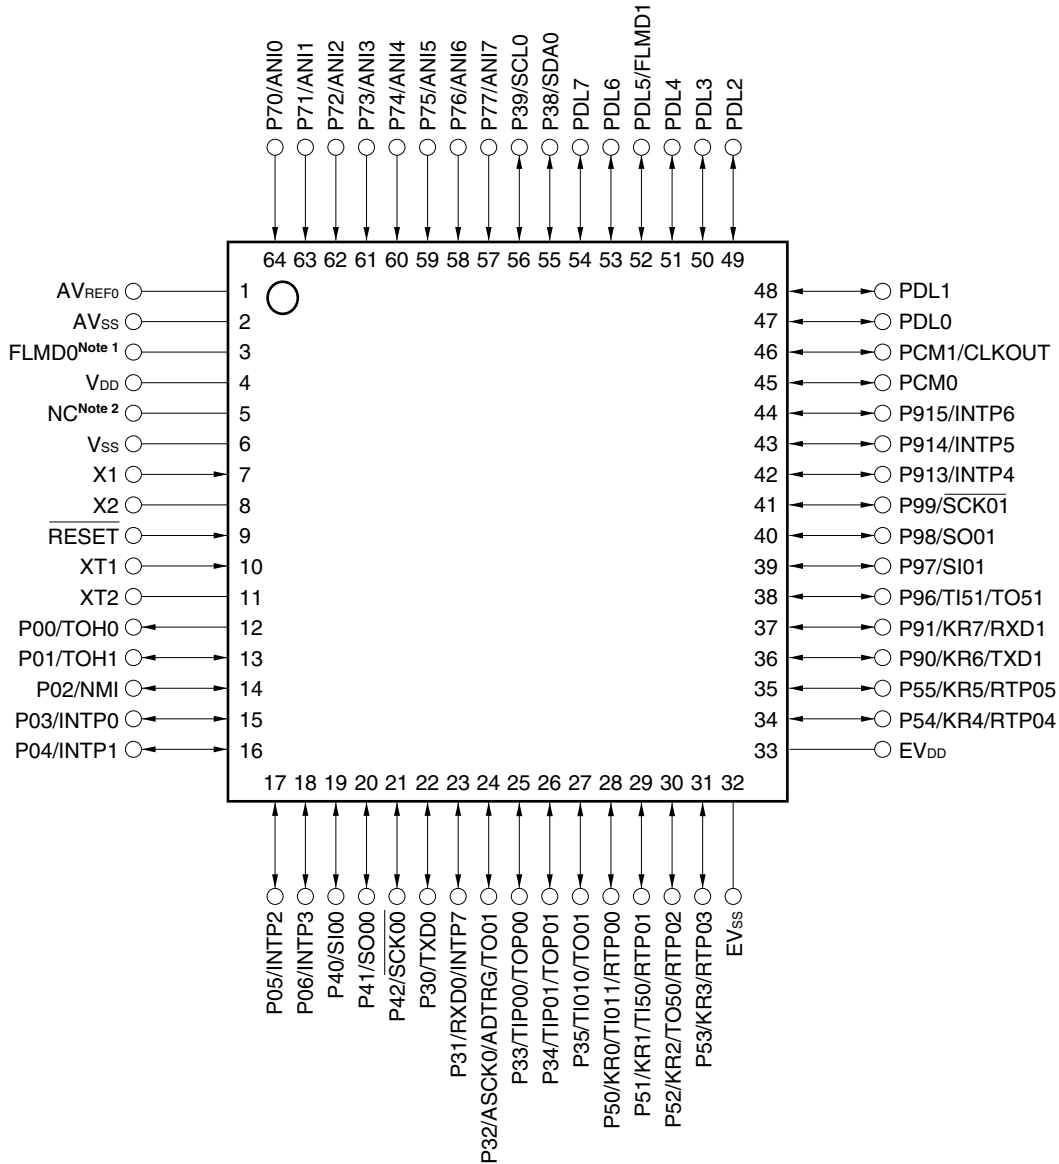 P70/ANI0
P71/ANI1
P72/ANI2
P73/ANI3
P74/ANI4
P75/ANI5
P76/ANI6
P77/ANI7
P39/SCL0
P38/SDA0
PDL7
PDL6
PDL5/FLMD1
PDL4
PDL3
PDL2
64 63 62 61 60 59 58 57 56 55 54 53 52 51 50 49
AVREF0 1
AVSS 2
FLMD0Note 1 3
VDD 4
NCNote 2 5
VSS 6
X1 7
X2 8
RESET 9
XT1 10
XT2 11
P00/TOH0 12
P01/TOH1 13
P02/NMI 14
P03/INTP0 15
P04/INTP1 16
48 PDL1
47 PDL0
46 PCM1/CLKOUT
45 PCM0
44 P915/INTP6
43 P914/INTP5
42 P913/INTP4
41 P99/SCK01
40 P98/SO01
39 P97/SI01
38 P96/TI51/TO51
37 P91/KR7/RXD1
36 P90/KR6/TXD1
35 P55/KR5/RTP05
34 P54/KR4/RTP04
33 EVDD
17 18 19 20 21 22 23 24 25 26 27 28 29 30 31 32
P05/INTP2
P06/INTP3
P40/SI00
P41/SO00
P42/SCK00
P30/TXD0
P31/RXD0/INTP7
P32/ASCK0/ADTRG/TO01
P33/TIP00/TOP00
P34/TIP01/TOP01
P35/TI010/TO01
P50/KR0/TI011/RTP00
P51/KR1/TI50/RTP01
P52/KR2/TO50/RTP02
P53/KR3/RTP03
EVSS